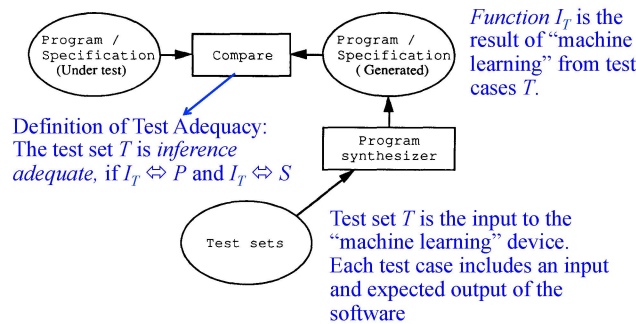 Program /
Specification
(Under test)
Compare
Program /
Specification
( Generated)
Function I_T is the
result of “machine
learning” from test
cases T.
Definition of Test Adequacy:
The test set T is inference
adequate, if I_T ⇔ P and I_T ⇔ S
Program
synthesizer
Test sets
Test set T is the input to the
“machine learning” device.
Each test case includes an input
and expected output of the
software